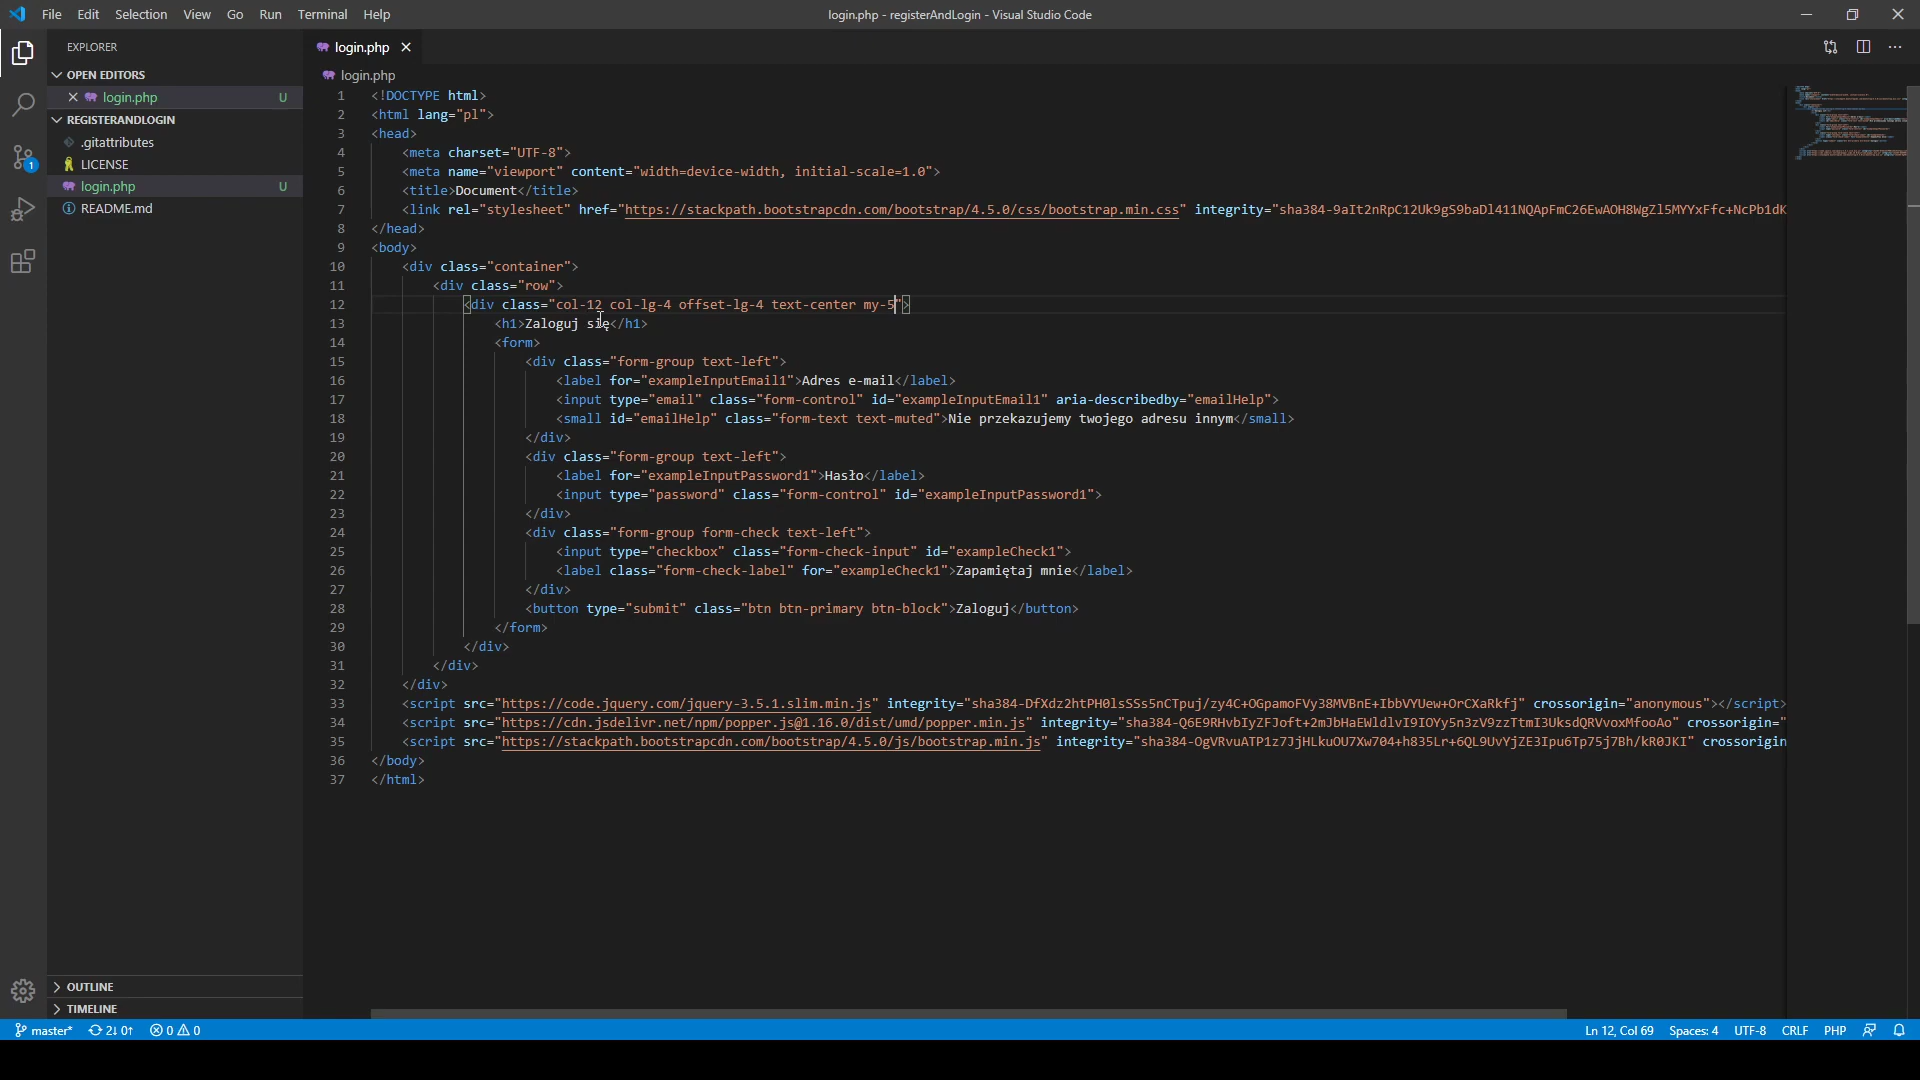 File Edit Selection View Go Run Terminal Help
login.php - registerAndLogin - Visual Studio Code
EXPLORER
OPEN EDITORS
login.php U
REGISTERANDLOGIN
.gitattributes
LICENSE
login.php U
README.md
OUTLINE
TIMELINE
login.php
login.php
1 <!DOCTYPE html>
2 <html lang="pl">
3 <head>
4 <meta charset="UTF-8">
5 <meta name="viewport" content="width=device-width, initial-scale=1.0">
6 <title>Document</title>
7 <link rel="stylesheet" href="https://stackpath.bootstrapcdn.com/bootstrap/4.5.0/css/bootstrap.min.css" integrity="sha384-9aIt2nRpC12Uk9gS9baDl411NQApFmC26EwAOH8WgZl5MYYxFfc+NcPb1dK
8 </head>
9 <body>
10 <div class="container">
11 <div class="row">
12 <div class="col-12 col-lg-4 offset-lg-4 text-center my-5">
13 <h1>Zaloguj się</h1>
14 <form>
15 <div class="form-group text-left">
16 <label for="exampleInputEmail1">Adres e-mail</label>
17 <input type="email" class="form-control" id="exampleInputEmail1" aria-describedby="emailHelp">
18 <small id="emailHelp" class="form-text text-muted">Nie przekazujemy twojego adresu innym</small>
19 </div>
20 <div class="form-group text-left">
21 <label for="exampleInputPassword1">Hasło</label>
22 <input type="password" class="form-control" id="exampleInputPassword1">
23 </div>
24 <div class="form-group form-check text-left">
25 <input type="checkbox" class="form-check-input" id="exampleCheck1">
26 <label class="form-check-label" for="exampleCheck1">Zapamiętaj mnie</label>
27 </div>
28 <button type="submit" class="btn btn-primary btn-block">Zaloguj</button>
29 </form>
30 </div>
31 </div>
32 </div>
33 <script src="https://code.jquery.com/jquery-3.5.1.slim.min.js" integrity="sha384-DfXdz2htPH0lsSSs5nCTpuj/zy4C+OGpamoFVy38MVBnE+IbbVYUew+OrCXaRkfj" crossorigin="anonymous"></script>
34 <script src="https://cdn.jsdelivr.net/npm/popper.js@1.16.0/dist/umd/popper.min.js" integrity="sha384-Q6E9RHvbIyZFJoft+2mJbHaEWldlvI9IOYy5n3zV9zzTtmI3UksdQRVvoxMfooAo" crossorigin="
35 <script src="https://stackpath.bootstrapcdn.com/bootstrap/4.5.0/js/bootstrap.min.js" integrity="sha384-OgVRvuATP1z7JjHLkuOU7Xw704+h835Lr+6QL9UvYjZE3Ipu6Tp75j7Bh/kR0JKI" crossorigin
36 </body>
37 </html>
1
master* 2↓ 0↑ 0 0
Ln 12, Col 69 Spaces: 4 UTF-8 CRLF PHP